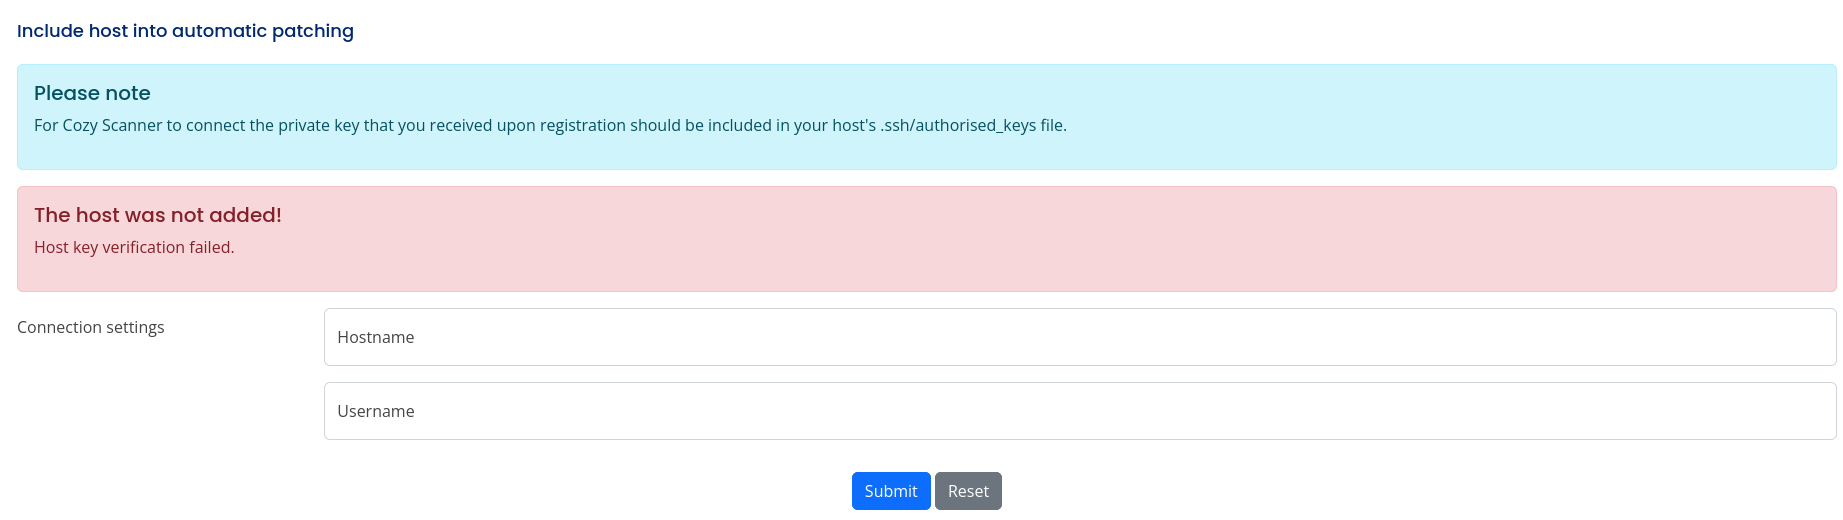 Include host into automatic patching
Please note
For Cozy Scanner to connect the private key that you received upon registration should be included in your host's .ssh/authorised_keys file.
The host was not added!
Host key verification failed.
Connection settings
Hostname
Username
Submit Reset